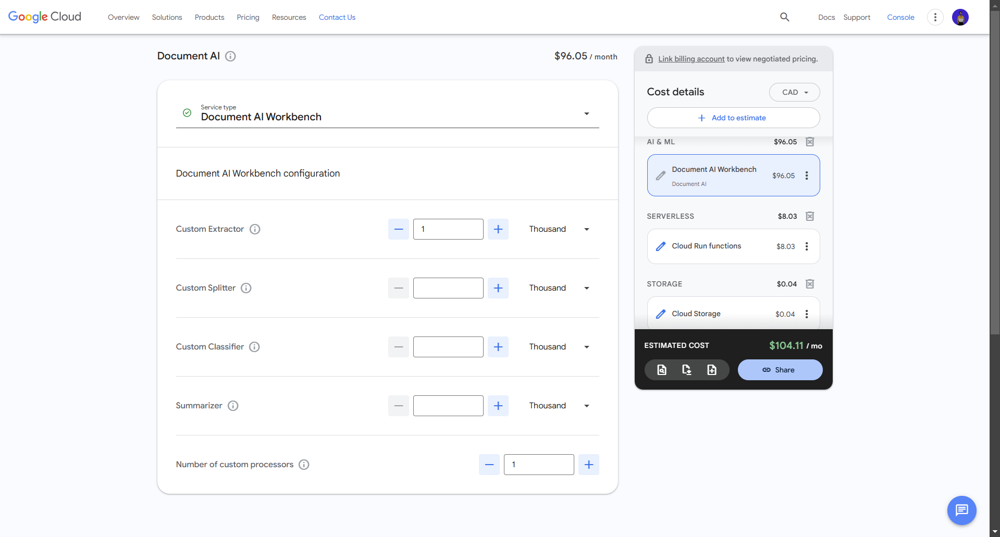 Google Cloud
Overview
Solutions
Products
Pricing
Resources
Contact Us
Docs
Support
Console
Document AI
$96.05 / month
Service type
Document AI Workbench
Document AI Workbench configuration
Custom Extractor
1
Thousand
Custom Splitter
Thousand
Custom Classifier
Thousand
Summarizer
Thousand
Number of custom processors
1
Link billing account to view negotiated pricing.
Cost details
CAD
Add to estimate
AI & ML
$96.05
Document AI Workbench
Document AI
$96.05
SERVERLESS
$8.03
Cloud Run functions
$8.03
STORAGE
$0.04
Cloud Storage
$0.04
ESTIMATED COST
$104.11 / mo
Share